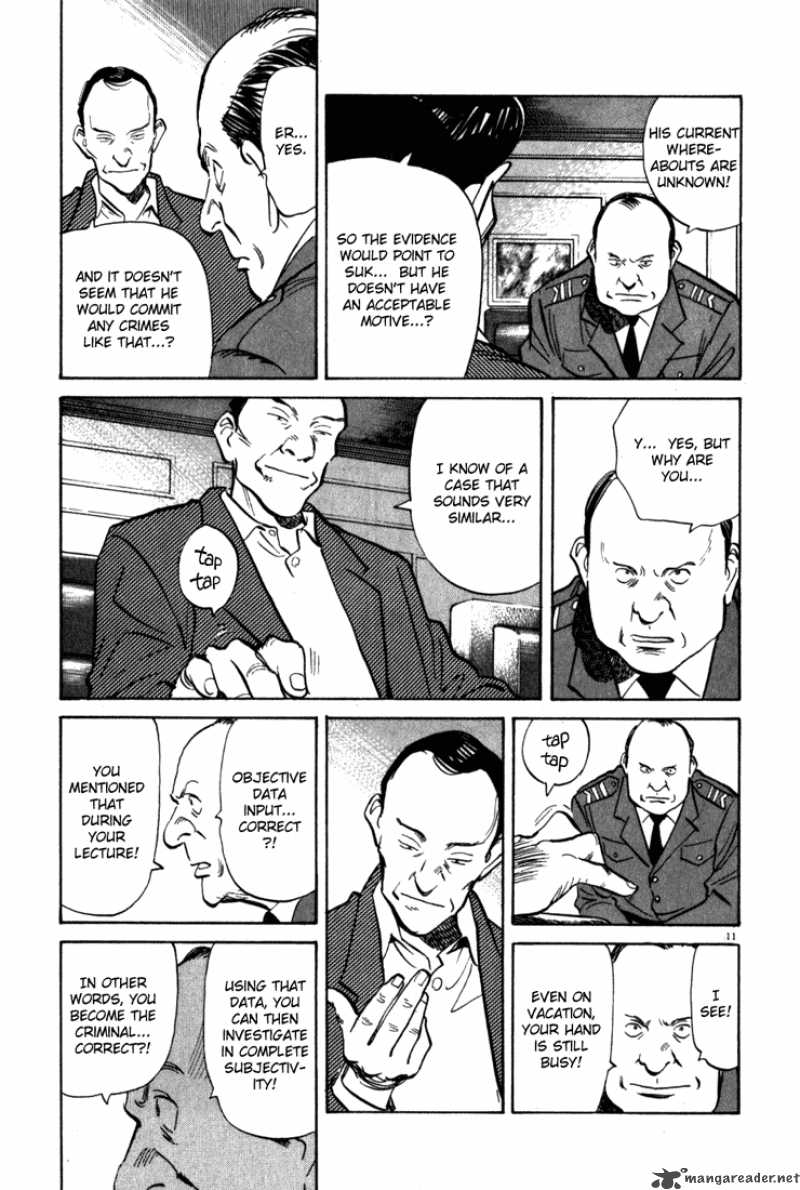 HIS CURRENT
WHERE-
ABOUTS ARE
UNKNOWN!
SO THE EVIDENCE
WOULD POINT TO
SUK... BUT HE
DOESN'T HAVE
AN ACCEPTABLE
MOTIVE...?
ER...
YES.
AND IT DOESN'T
SEEM THAT HE
WOULD COMMIT
ANY CRIMES
LIKE THAT...?
Y... YES, BUT
WHY ARE
YOU...
I KNOW OF A
CASE THAT
SOUNDS VERY
SIMILAR...
tap
tap
tap
tap
OBJECTIVE
DATA
INPUT...
CORRECT
?!
YOU
MENTIONED
THAT
DURING
YOUR
LECTURE!
11
I
SEE!
EVEN ON
VACATION,
YOUR HAND
IS STILL
BUSY!
USING THAT
DATA, YOU
CAN THEN
INVESTIGATE
IN COMPLETE
SUBJECTIV-
ITY!
IN OTHER
WORDS, YOU
BECOME THE
CRIMINAL...
CORRECT?!
mangareader.net